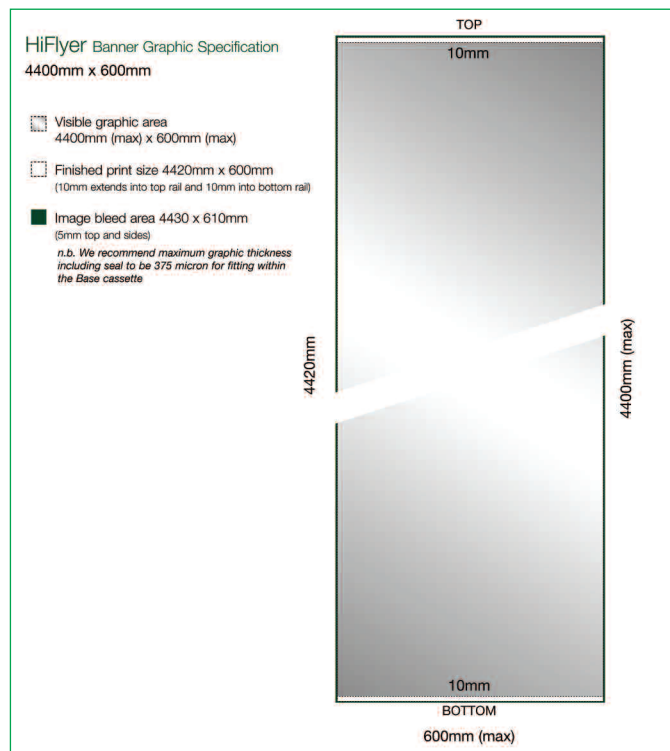 HiFlyer Banner Graphic Specification
4400mm x 600mm
Visible graphic area
4400mm (max) x 600mm (max)
Finished print size 4420mm x 600mm
(10mm extends into top rail and 10mm into bottom rail)
Image bleed area 4430 x 610mm
(5mm top and sides)
n.b. We recommend maximum graphic thickness
including seal to be 375 micron for fitting within
the Base cassette
TOP
10mm
4420mm
4400mm (max)
10mm
BOTTOM
600mm (max)